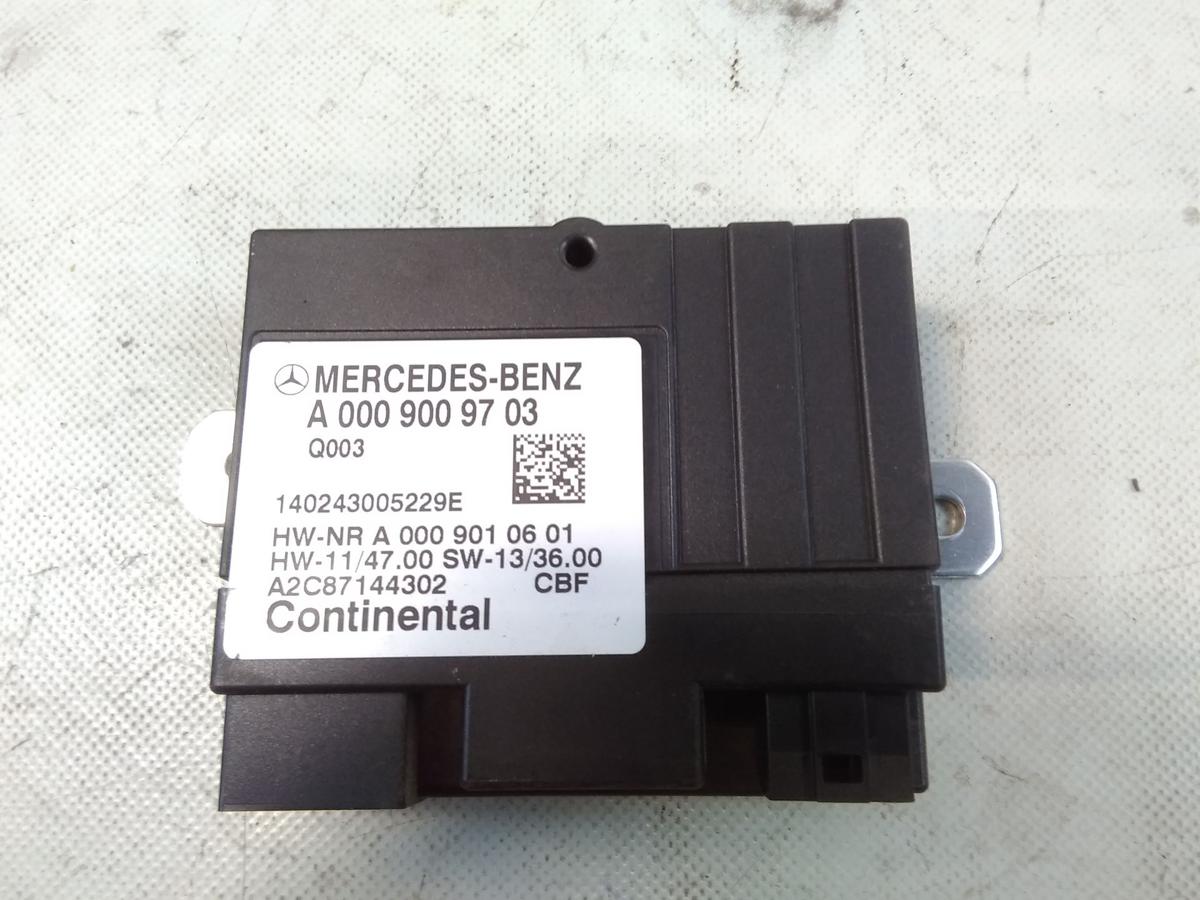 MERCEDES-BENZ
A 000 900 97 03
Q003
140243005229E
HW-NR A 000 901 06 01
HW-11/47.00 SW-13/36.00
A2C87144302 CBF
Continental